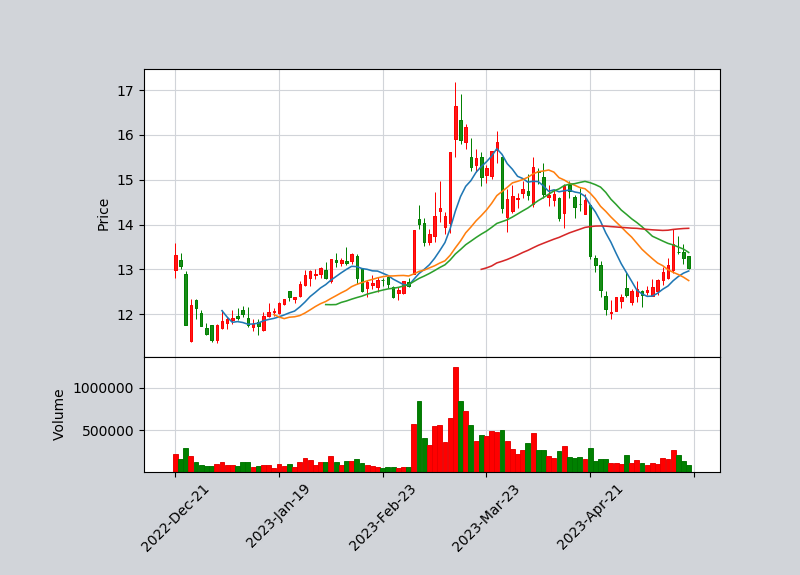 17
16
15
14
13
12
Price
1000000
500000
Volume
2022-Dec-21
2023-Jan-19
2023-Feb-23
2023-Mar-23
2023-Apr-21